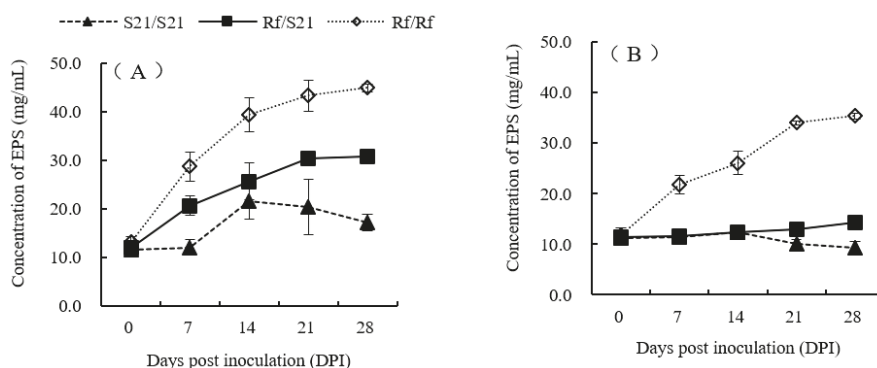 S21/S21 Rf/S21 Rf/Rf
（A）
Concentration of EPS (mg/mL)
50.0
40.0
30.0
20.0
10.0
0.0
0 7 14 21 28
Days post inoculation (DPI)
（B）
Concentration of EPS (mg/mL)
50.0
40.0
30.0
20.0
10.0
0.0
0 7 14 21 28
Days post inoculation (DPI)